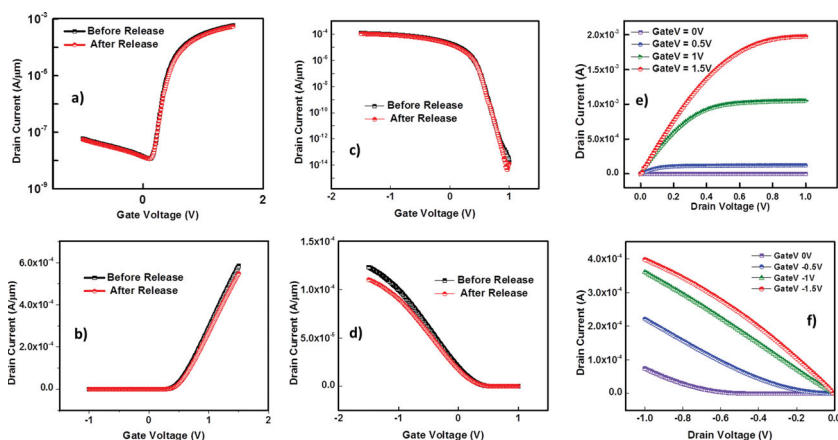 10⁻³
10⁻⁵
10⁻⁷
10⁻⁹
Drain Current (A/μm)
Before Release
After Release
a)
0
2
Gate Voltage (V)
10⁻⁴
10⁻⁶
10⁻⁸
10⁻¹⁰
10⁻¹²
10⁻¹⁴
Drain Current (A/μm)
Before Release
After Release
c)
-2
-1
0
1
2
Gate Voltage (V)
2.0x10⁻³
1.5x10⁻³
1.0x10⁻³
5.0x10⁻⁴
0.0
Drain Current (A)
GateV = 0V
GateV = 0.5V
GateV = 1V
GateV = 1.5V
e)
0.0
0.2
0.4
0.6
0.8
1.0
Drain Voltage (V)
6.0x10⁻⁴
4.0x10⁻⁴
2.0x10⁻⁴
0.0
Drain Current (A/μm)
Before Release
After Release
b)
-1
0
1
2
Gate Voltage (V)
1.5x10⁻⁴
1.0x10⁻⁴
5.0x10⁻⁵
0.0
Drain Current (A/μm)
Before Release
After Release
d)
-2
-1
0
1
Gate Voltage (V)
4.0x10⁻⁴
3.0x10⁻⁴
2.0x10⁻⁴
1.0x10⁻⁴
0.0
Drain Current (A)
GateV 0V
GateV -0.5V
GateV -1V
GateV -1.5V
f)
-1.0
-0.8
-0.6
-0.4
-0.2
0.0
Drain Voltage (V)